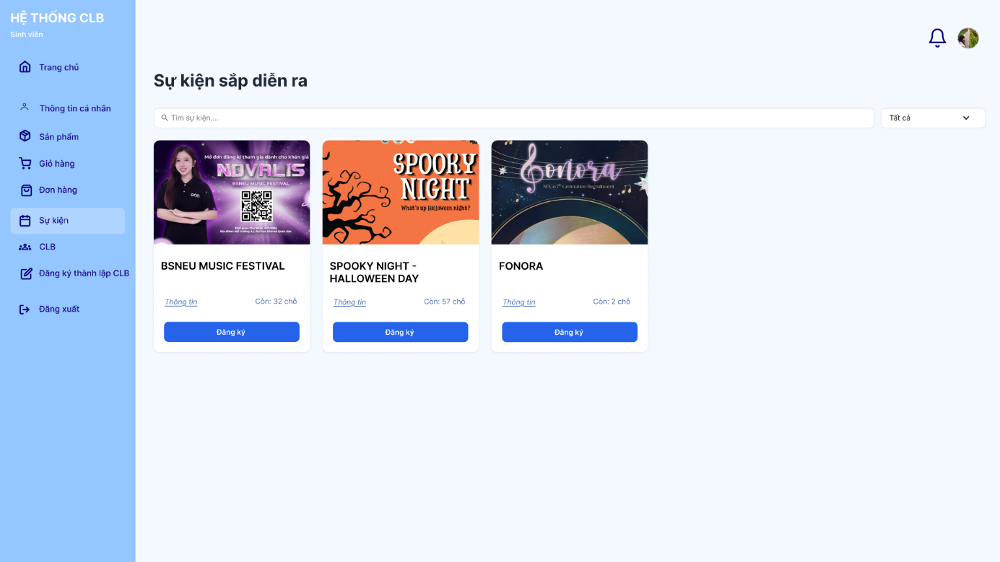 HỆ THỐNG CLB
Sinh viên
Trang chủ
Thông tin cá nhân
Sản phẩm
Giỏ hàng
Đơn hàng
Sự kiện
CLB
Đăng ký thành lập CLB
Đăng xuất
Sự kiện sắp diễn ra
Tìm sự kiện....
Tất cả
Mở đơn đăng kí tham gia dành cho khán giả
NOVALIS
BSNEU MUSIC FESTIVAL
BSNEU MUSIC FESTIVAL
Thông tin
Còn: 32 chỗ
Đăng ký
SPOOKY
NIGHT
What's up Halloween night?
SPOOKY NIGHT -
HALLOWEEN DAY
Thông tin
Còn: 57 chỗ
Đăng ký
Fonora
NECo 7th Generation Recruitment
FONORA
Thông tin
Còn: 2 chỗ
Đăng ký